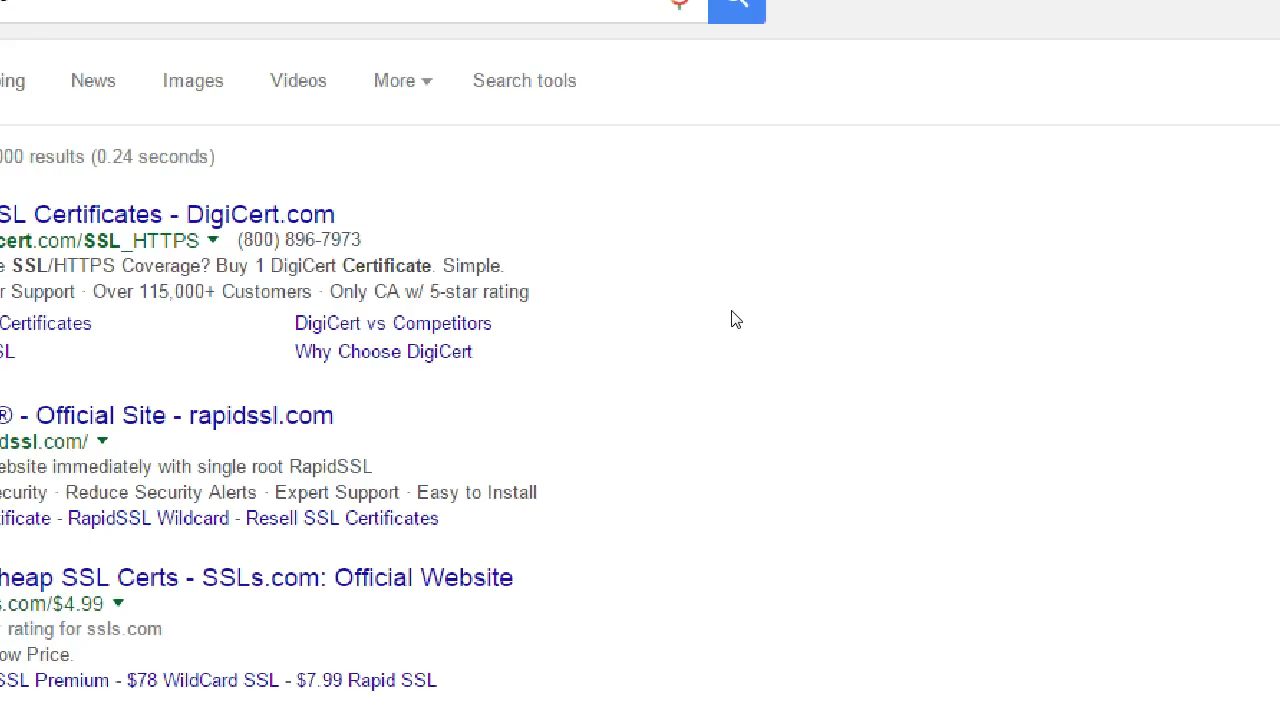 ing News Images Videos More Search tools
000 results (0.24 seconds)
SL Certificates - DigiCert.com
cert.com/SSL_HTTPS (800) 896-7973
e SSL/HTTPS Coverage? Buy 1 DigiCert Certificate. Simple.
r Support · Over 115,000+ Customers · Only CA w/ 5-star rating
Certificates DigiCert vs Competitors
SL Why Choose DigiCert
® - Official Site - rapidssl.com
dssl.com/
ebsite immediately with single root RapidSSL
ecurity · Reduce Security Alerts · Expert Support · Easy to Install
ificate - RapidSSL Wildcard - Resell SSL Certificates
heap SSL Certs - SSLs.com: Official Website
s.com/$4.99
rating for ssls.com
ow Price.
SSL Premium - $78 WildCard SSL - $7.99 Rapid SSL